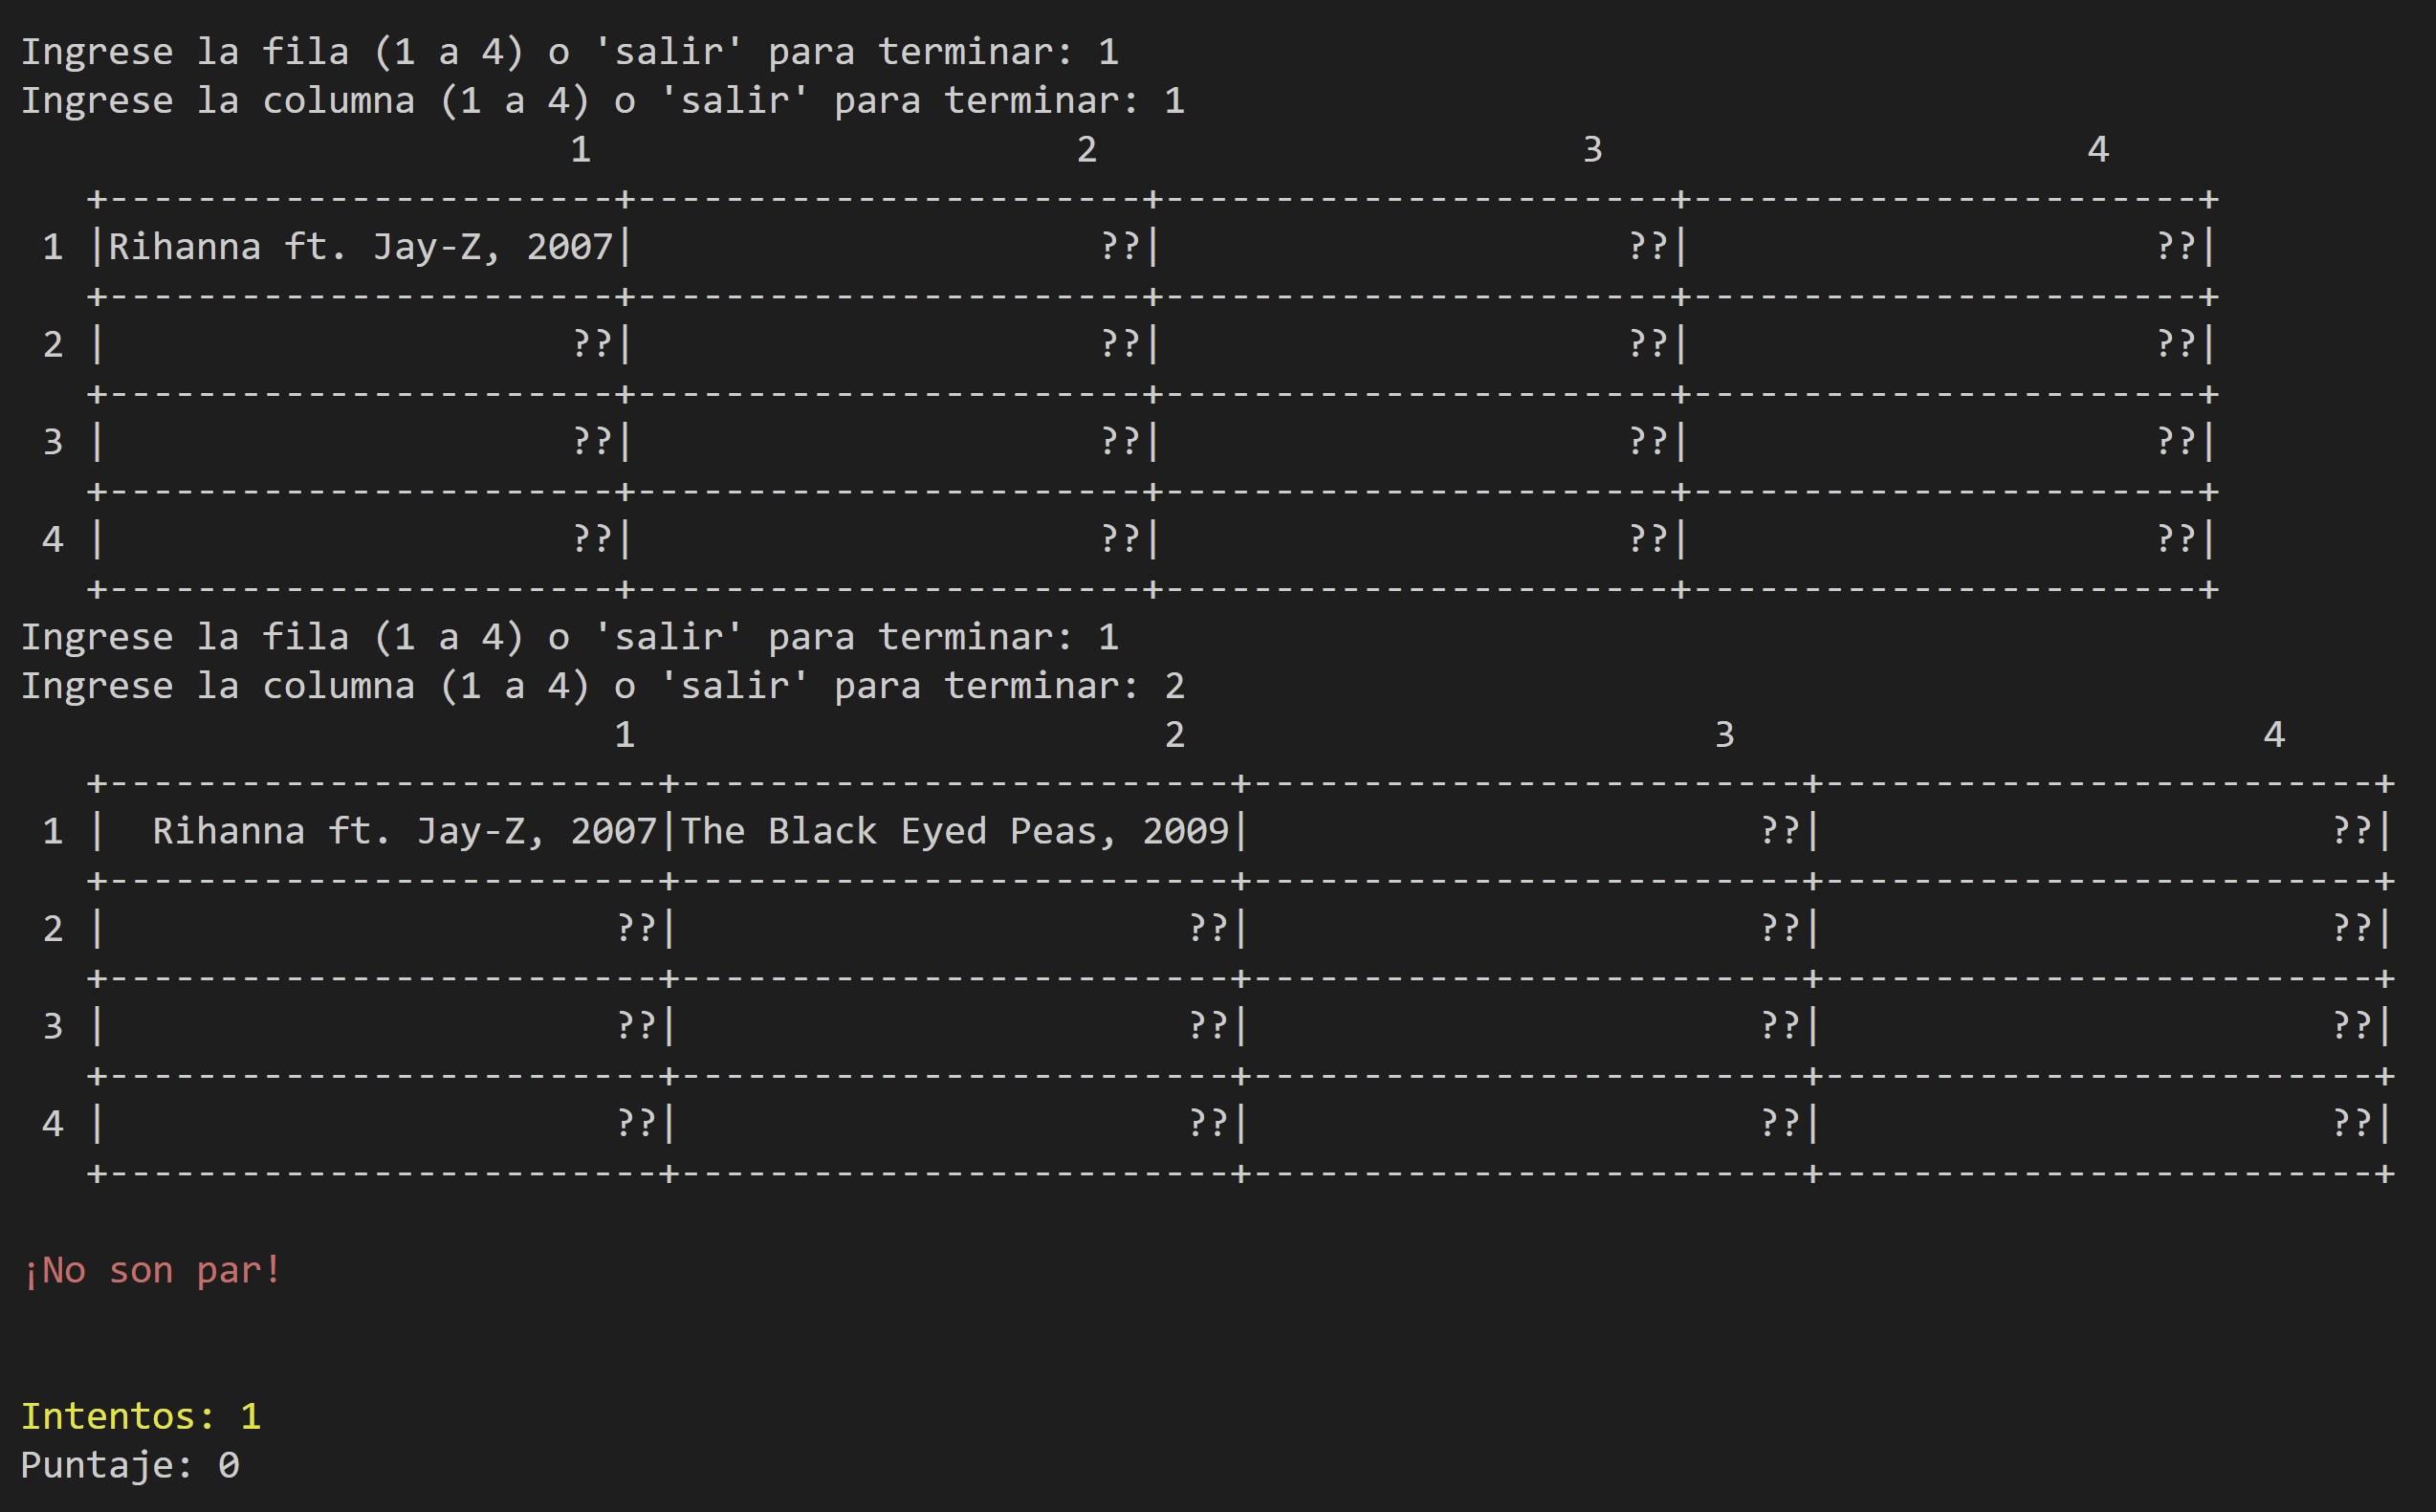 Ingrese la fila (1 a 4) o 'salir' para terminar: 1
Ingrese la columna (1 a 4) o 'salir' para terminar: 1
                         1                      2                      3                      4
   +-----------------------+-----------------------+-----------------------+-----------------------+
 1 |Rihanna ft. Jay-Z, 2007|                     ??|                     ??|                     ??|
   +-----------------------+-----------------------+-----------------------+-----------------------+
 2 |                     ??|                     ??|                     ??|                     ??|
   +-----------------------+-----------------------+-----------------------+-----------------------+
 3 |                     ??|                     ??|                     ??|                     ??|
   +-----------------------+-----------------------+-----------------------+-----------------------+
 4 |                     ??|                     ??|                     ??|                     ??|
   +-----------------------+-----------------------+-----------------------+-----------------------+
Ingrese la fila (1 a 4) o 'salir' para terminar: 1
Ingrese la columna (1 a 4) o 'salir' para terminar: 2
                           1                        2                        3                        4
   +-------------------------+-------------------------+-------------------------+-------------------------+
 1 |  Rihanna ft. Jay-Z, 2007|The Black Eyed Peas, 2009|                       ??|                       ??|
   +-------------------------+-------------------------+-------------------------+-------------------------+
 2 |                       ??|                       ??|                       ??|                       ??|
   +-------------------------+-------------------------+-------------------------+-------------------------+
 3 |                       ??|                       ??|                       ??|                       ??|
   +-------------------------+-------------------------+-------------------------+-------------------------+
 4 |                       ??|                       ??|                       ??|                       ??|
   +-------------------------+-------------------------+-------------------------+-------------------------+
¡No son par!
Intentos: 1
Puntaje: 0